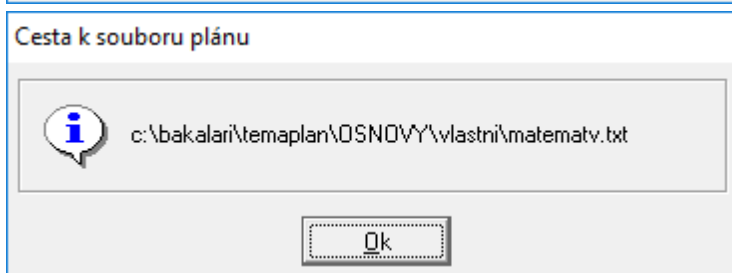 Cesta k souboru plánu
c:\bakalari\temaplan\OSNOVY\vlastni\matematv.txt
Ok